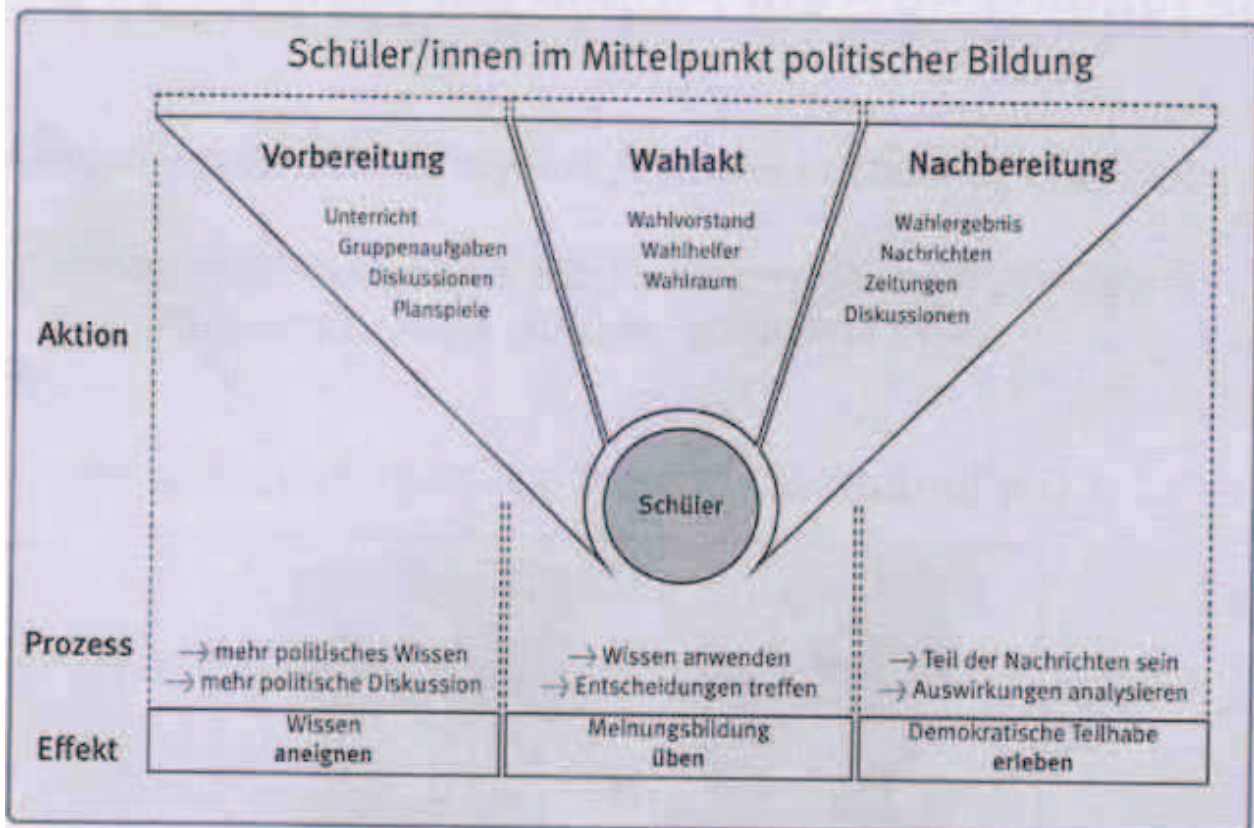 Schüler/innen im Mittelpunkt politischer Bildung
Vorbereitung
Unterricht
Gruppenaufgaben
Diskussionen
Planspiele
Wahlakt
Wahlvorstand
Wahlhelfer
Wahlraum
Nachbereitung
Wahlergebnis
Nachrichten
Zeitungen
Diskussionen
Aktion
Schüler
Prozess
→ mehr politisches Wissen
→ mehr politische Diskussion
→ Wissen anwenden
→ Entscheidungen treffen
→ Teil der Nachrichten sein
→ Auswirkungen analysieren
Effekt
Wissen
aneignen
Meinungsbildung
üben
Demokratische Teilhabe
erleben